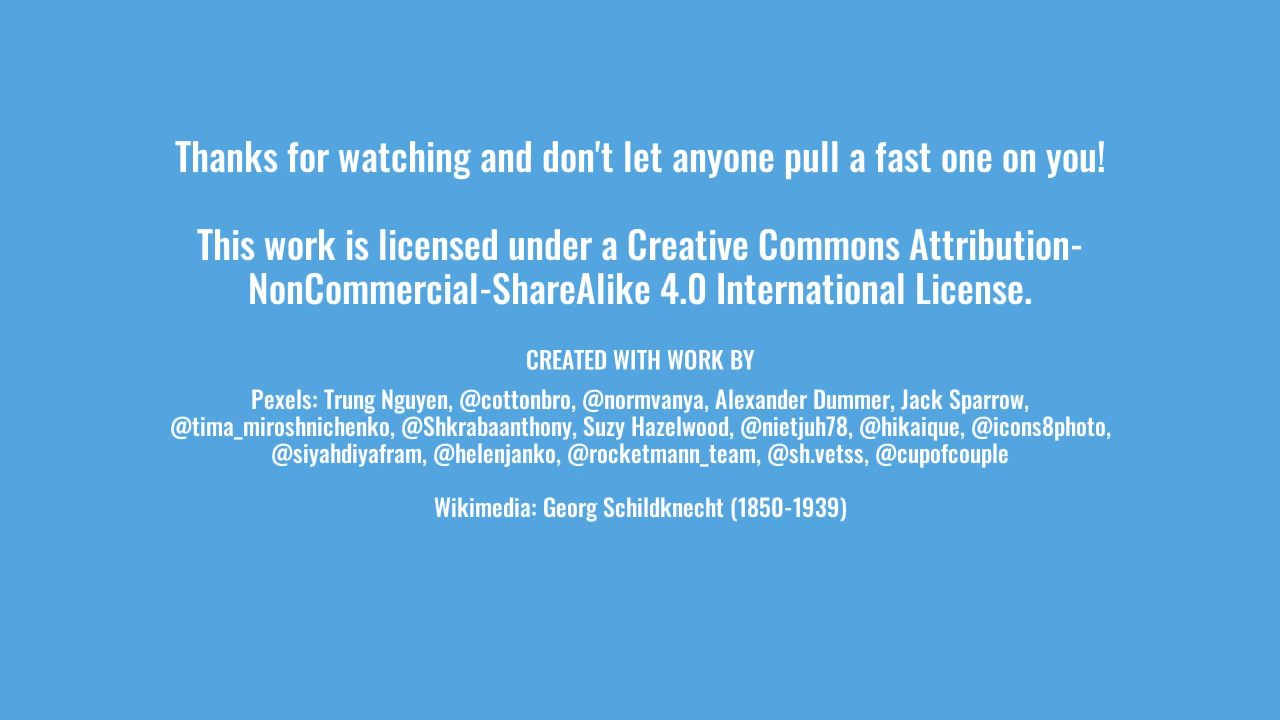 Thanks for watching and don't let anyone pull a fast one on you!
This work is licensed under a Creative Commons Attribution-
NonCommercial-ShareAlike 4.0 International License.
CREATED WITH WORK BY
Pexels: Trung Nguyen, @cottonbro, @normvanya, Alexander Dummer, Jack Sparrow,
@tima_miroshnichenko, @Shkrabaanthony, Suzy Hazelwood, @nietjuh78, @hikaique, @icons8photo,
@siyahdiyafram, @helenjanko, @rocketmann_team, @sh.vetss, @cupofcouple
Wikimedia: Georg Schildknecht (1850-1939)